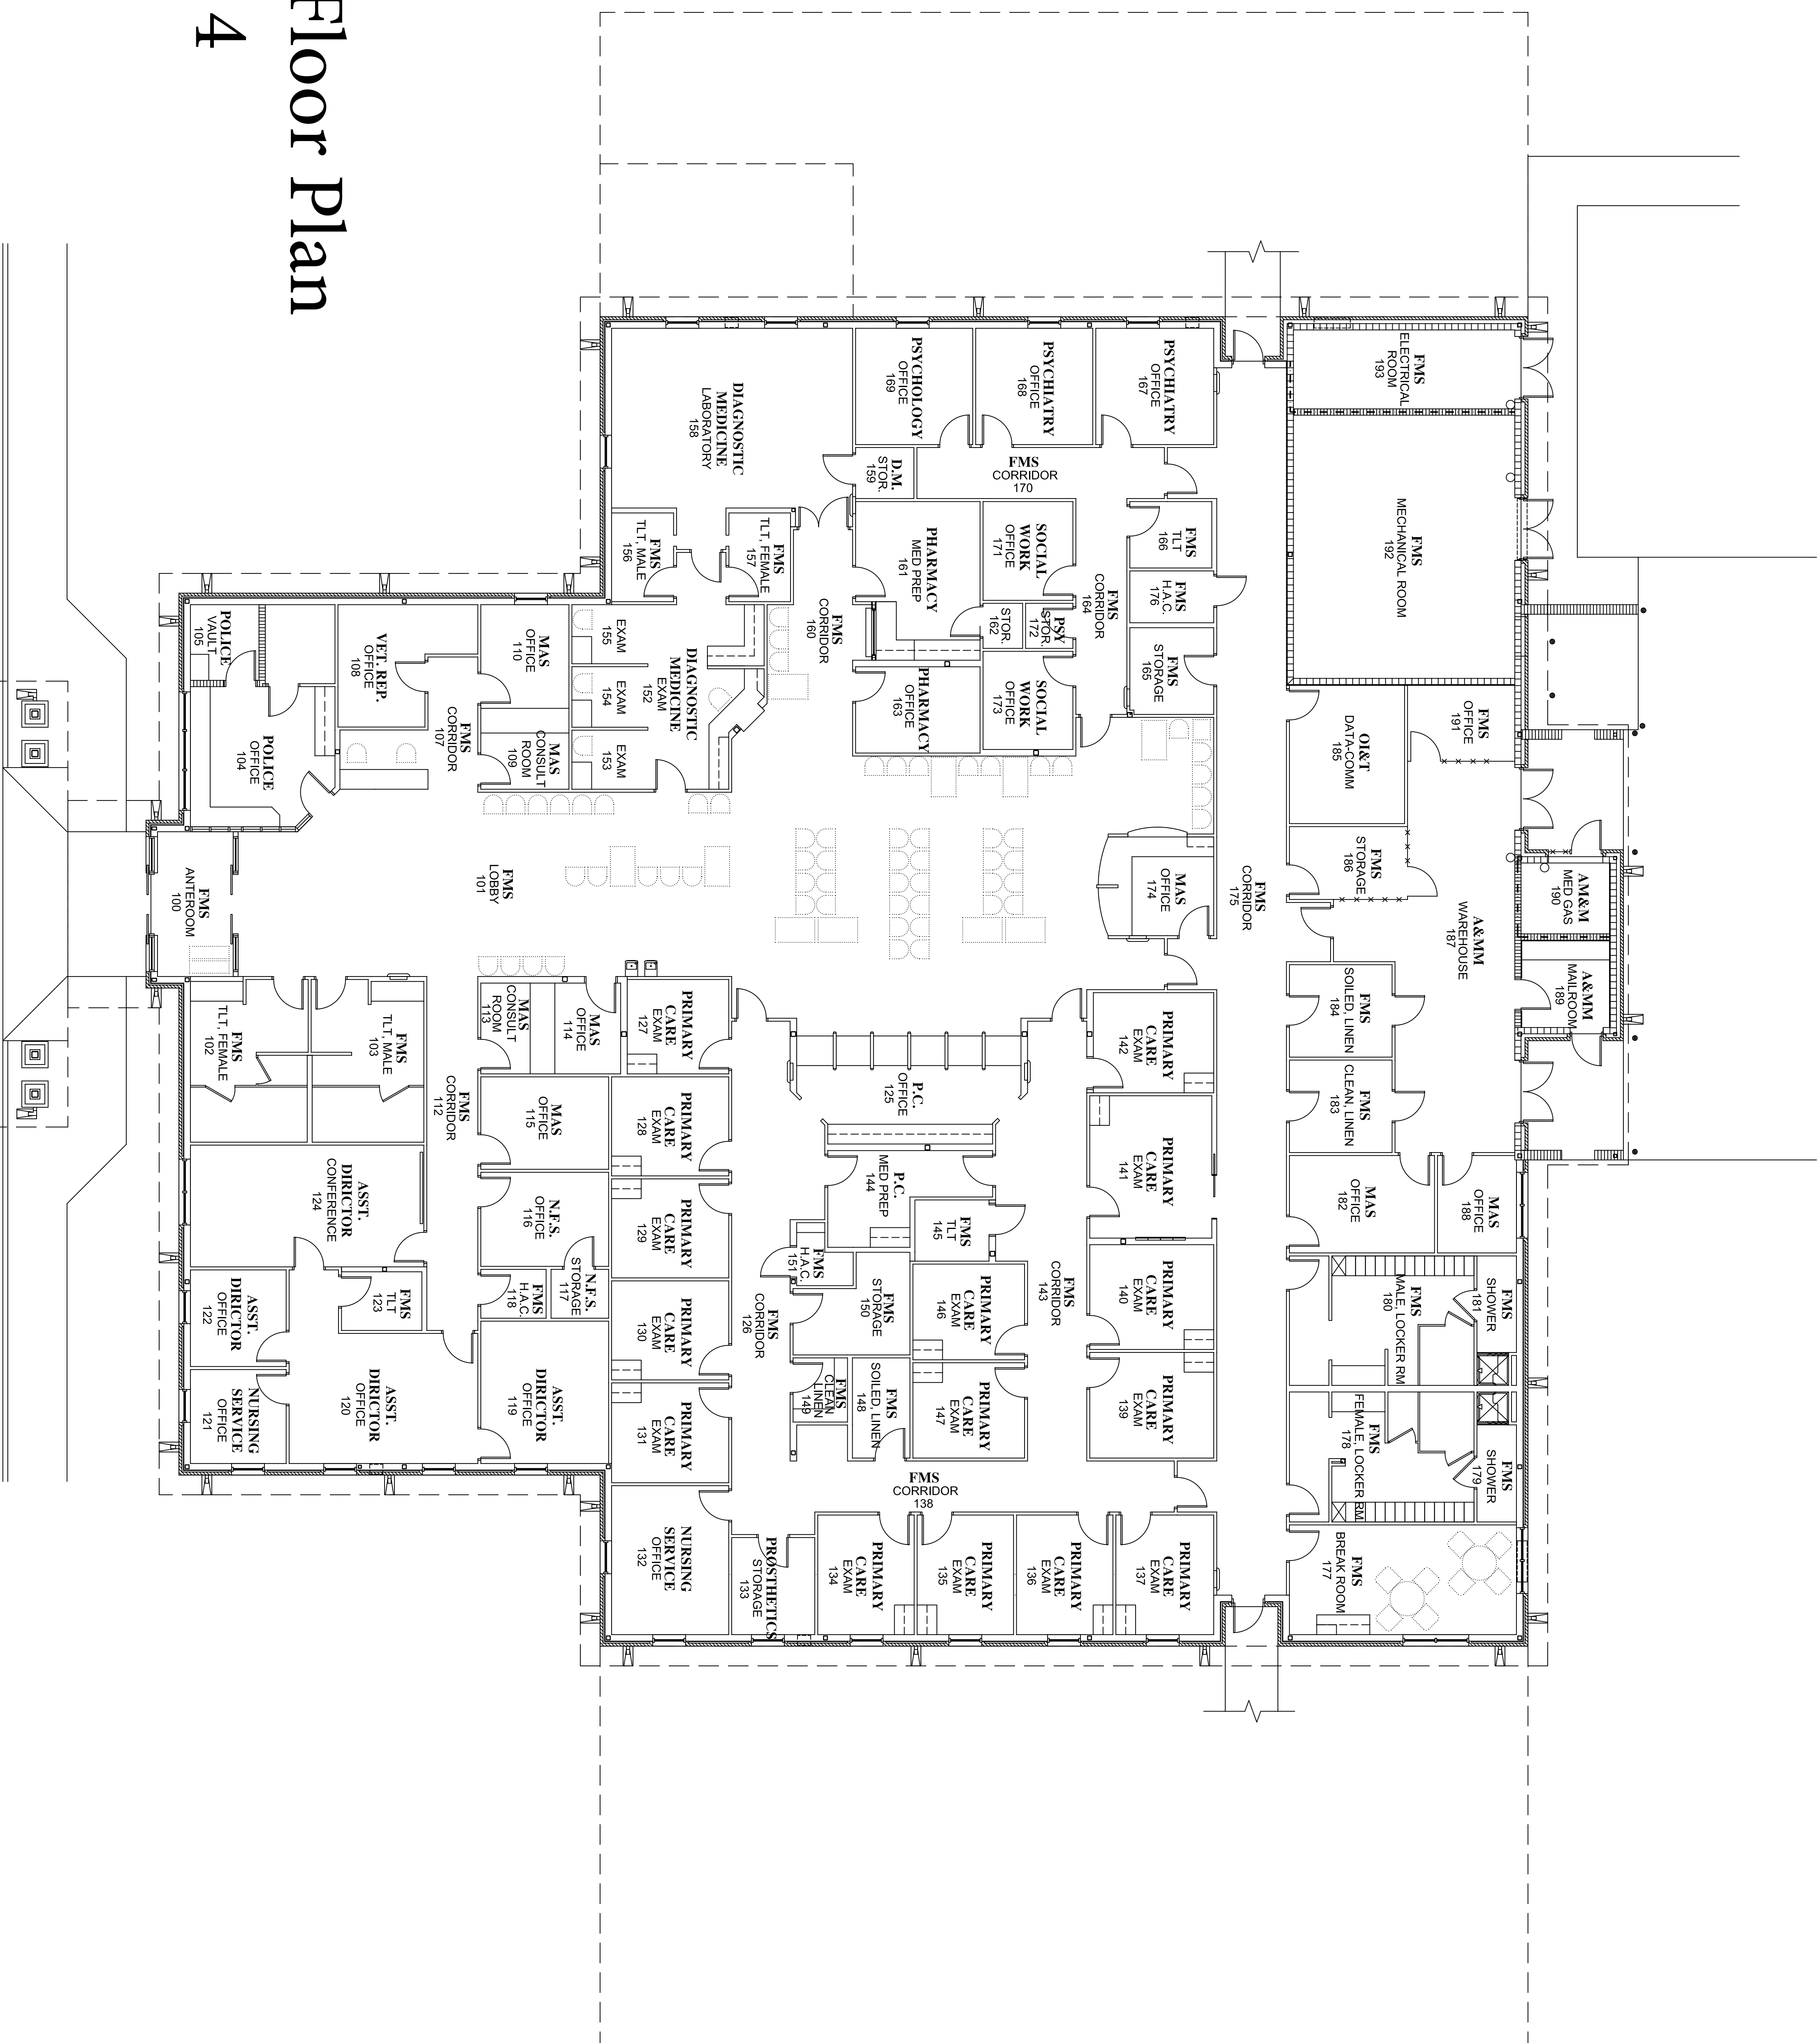 Floor Plan
4
FMS
ANTEROOM
100
FMS
LOBBY
101
FMS
TLT, FEMALE
102
FMS
TLT, MALE
103
POLICE
OFFICE
104
POLICE
VAULT
105
FMS
CORRIDOR
107
VET. REP.
OFFICE
108
MAS
CONSULT
ROOM
109
MAS
OFFICE
110
FMS
CORRIDOR
112
MAS
CONSULT
ROOM
113
MAS
OFFICE
114
MAS
OFFICE
115
N.F.S.
OFFICE
116
N.F.S.
STORAGE
117
FMS
H.A.C.
118
ASST.
DIRICTOR
OFFICE
119
ASST.
DIRICTOR
OFFICE
120
NURSING
SERVICE
OFFICE
121
ASST.
DIRICTOR
OFFICE
122
FMS
TLT
123
ASST.
DIRICTOR
CONFERENCE
124
P.C.
OFFICE
125
FMS
CORRIDOR
126
PRIMARY
CARE
EXAM
127
PRIMARY
CARE
EXAM
128
PRIMARY
CARE
EXAM
129
PRIMARY
CARE
EXAM
130
PRIMARY
CARE
EXAM
131
NURSING
SERVICE
OFFICE
132
PROSTHETICS
STORAGE
133
PRIMARY
CARE
EXAM
134
PRIMARY
CARE
EXAM
135
PRIMARY
CARE
EXAM
136
PRIMARY
CARE
EXAM
137
FMS
CORRIDOR
138
PRIMARY
CARE
EXAM
139
PRIMARY
CARE
EXAM
140
PRIMARY
CARE
EXAM
141
PRIMARY
CARE
EXAM
142
FMS
CORRIDOR
143
P.C.
MED PREP
144
FMS
TLT
145
PRIMARY
CARE
EXAM
146
PRIMARY
CARE
EXAM
147
FMS
SOILED, LINEN
148
FMS
CLEAN
LINEN
149
FMS
STORAGE
150
FMS
H.A.C.
151
DIAGNOSTIC
MEDICINE
EXAM
152
EXAM
153
EXAM
154
EXAM
155
FMS
TLT, MALE
156
FMS
TLT, FEMALE
157
DIAGNOSTIC
MEDICINE
LABORATORY
158
D.M.
STOR.
159
FMS
CORRIDOR
160
PHARMACY
MED PREP
161
STOR.
162
PHARMACY
OFFICE
163
FMS
CORRIDOR
164
FMS
STORAGE
165
FMS
TLT
166
PSYCHIATRY
OFFICE
167
PSYCHIATRY
OFFICE
168
PSYCHOLOGY
OFFICE
169
FMS
CORRIDOR
170
SOCIAL
WORK
OFFICE
171
PSY
STOR.
172
SOCIAL
WORK
OFFICE
173
MAS
OFFICE
174
FMS
CORRIDOR
175
FMS
H.A.C.
176
FMS
BREAK ROOM
177
FMS
FEMALE, LOCKER RM
178
FMS
SHOWER
179
FMS
MALE, LOCKER RM
180
FMS
SHOWER
181
MAS
OFFICE
182
FMS
CLEAN, LINEN
183
FMS
SOILED, LINEN
184
OI&T
DATA-COMM
185
FMS
STORAGE
186
A&MM
WAREHOUSE
187
MAS
OFFICE
188
A&MM
MAILROOM
189
AM&M
MED GAS
190
FMS
OFFICE
191
FMS
MECHANICAL ROOM
192
FMS
ELECTRICAL
ROOM
193